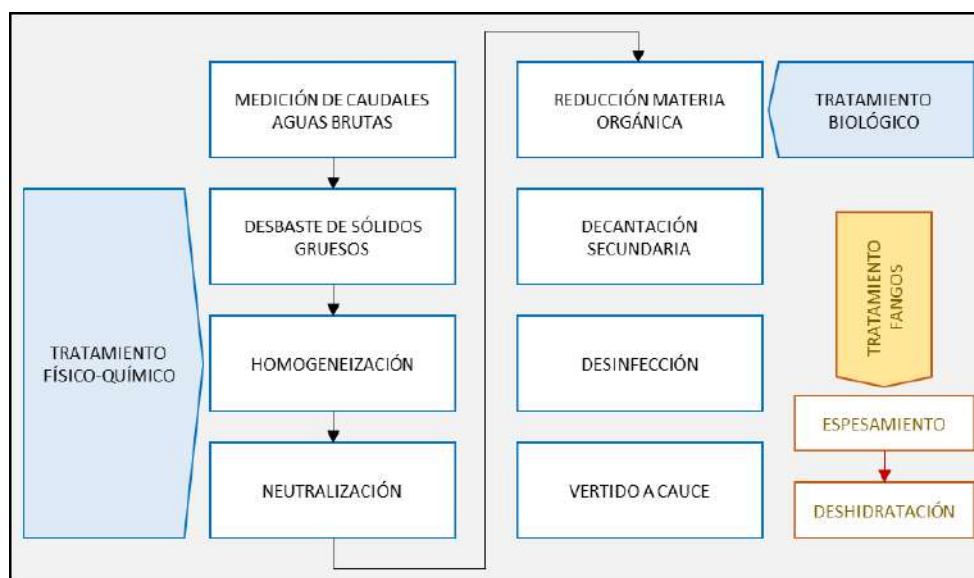 MEDICIÓN DE CAUDALES
AGUAS BRUTAS
DESBASTE DE SÓLIDOS
GRUESOS
HOMOGENEIZACIÓN
NEUTRALIZACIÓN
TRATAMIENTO
FÍSICO-QUÍMICO
REDUCCIÓN MATERIA
ORGÁNICA
TRATAMIENTO
BIOLÓGICO
DECANTACIÓN
SECUNDARIA
DESINFECCIÓN
VERTIDO A CAUCE
TRATAMIENTO
FANGOS
ESPESAMIENTO
DESHIDRATACIÓN